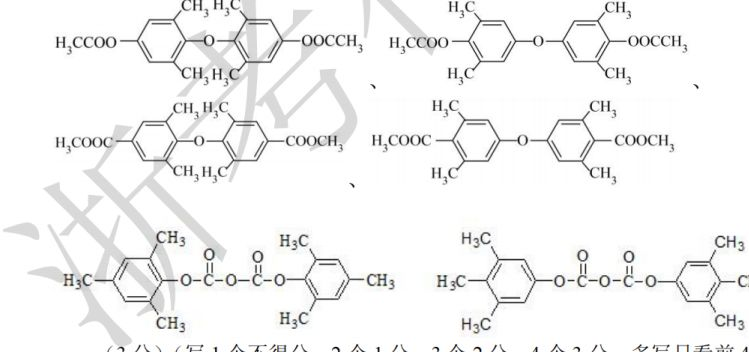 CH₃ H₃C
H₃CCOO O OOCCH₃
CH₃ H₃C
、
H₃C CH₃
H₃CCOO O OOCCH₃
H₃C CH₃
、
CH₃ H₃C
H₃COOC O COOCH₃
CH₃ H₃C
、
H₃C CH₃
H₃COOC O COOCH₃
H₃C CH₃
CH₃ O O H₃C
H₃C O O O CH₃
CH₃ H₃C
H₃C O O CH₃
H₃C O O O
H₃C CH₃
(3分)(写1个不得分，2个1分，3个2分，4个3分，多写只看前4
浙考